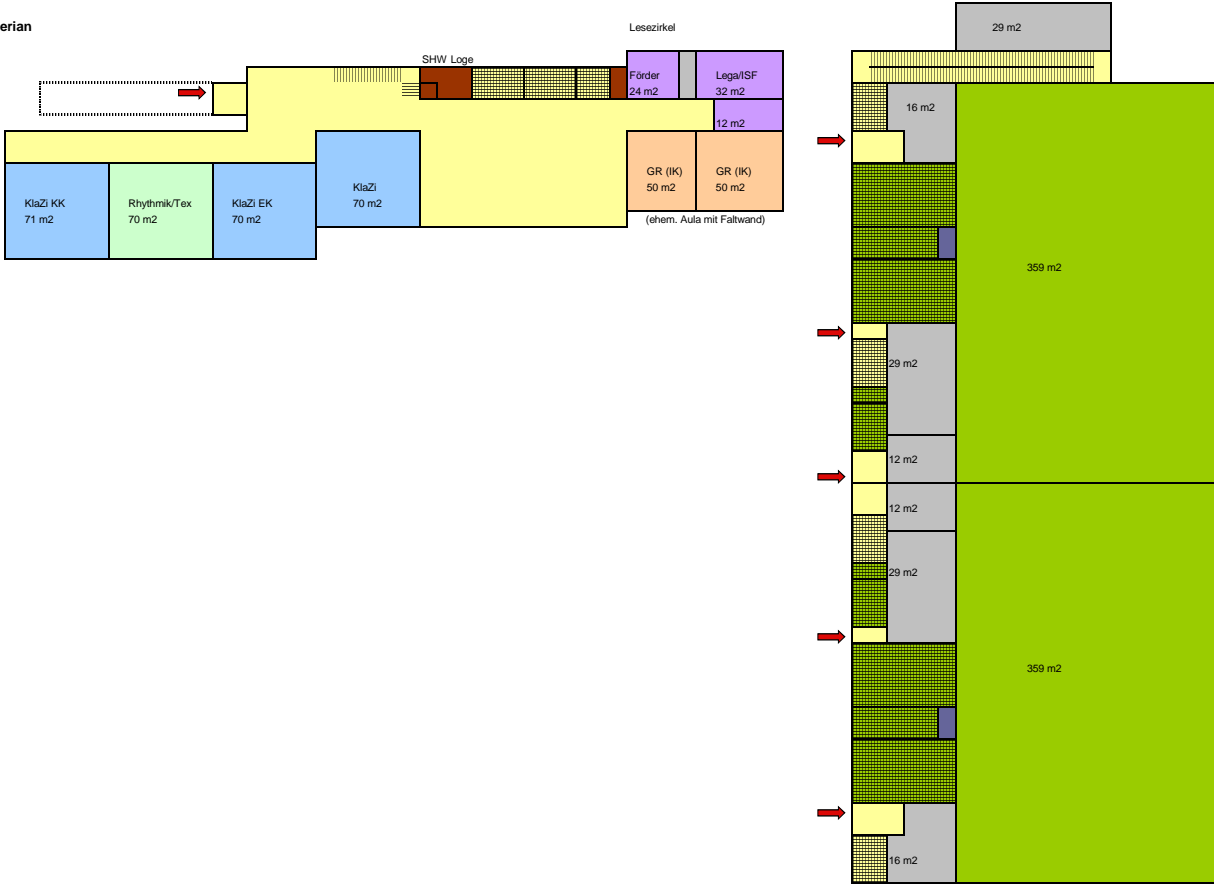 erian
Lesezirkel
29 m2
SHW Loge
Förder
24 m2
Lega/ISF
32 m2
12 m2
16 m2
KlaZi KK
71 m2
Rhythmik/Tex
70 m2
KlaZi EK
70 m2
KlaZi
70 m2
GR (IK)
50 m2
GR (IK)
50 m2
(ehem. Aula mit Faltwand)
359 m2
29 m2
12 m2
12 m2
29 m2
359 m2
16 m2